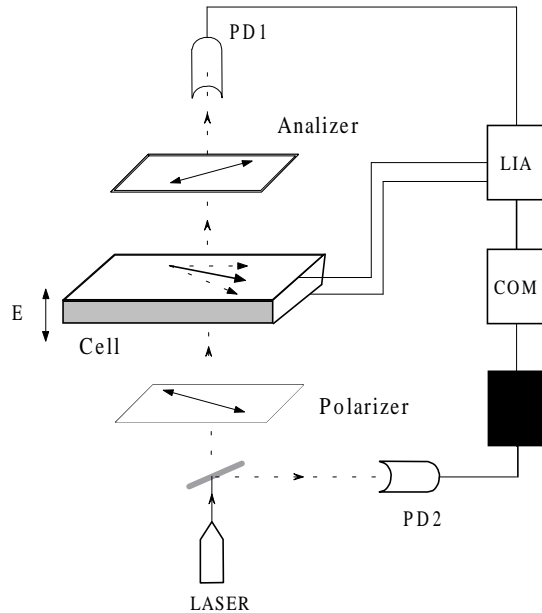 PD1
Analizer
LIA
E
COM
Cell
Polarizer
PD2
LASER